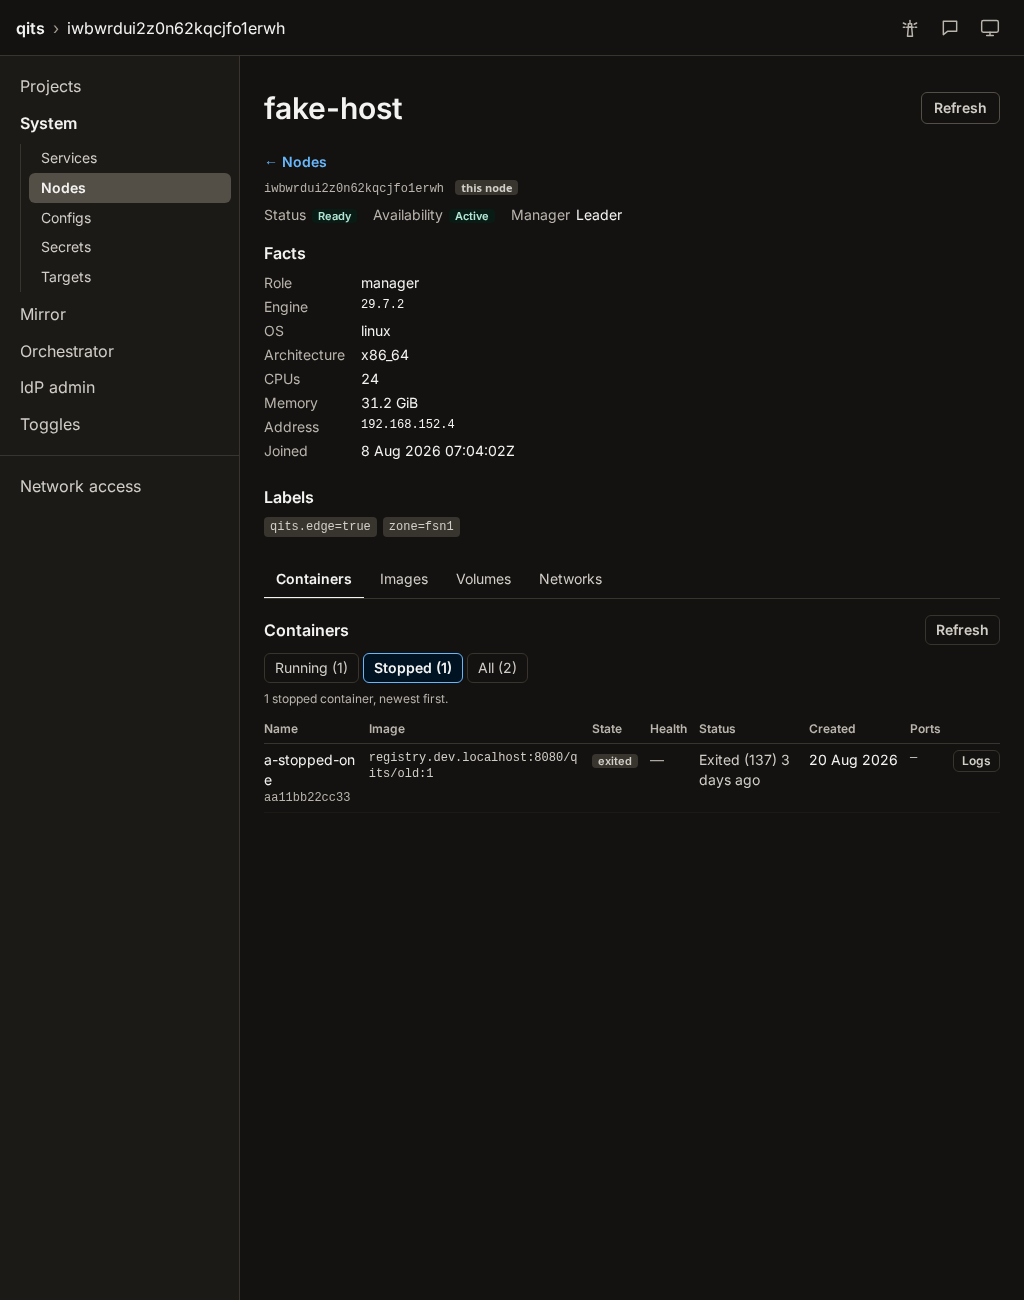 qits › iwbwrdui2z0n62kqcjfo1erwh
Projects
System
Services
Nodes
Configs
Secrets
Targets
Mirror
Orchestrator
IdP admin
Toggles
Network access
fake-host
Refresh
← Nodes
iwbwrdui2z0n62kqcjfo1erwh this node
Status Ready Availability Active Manager Leader
Facts
Role manager
Engine 29.7.2
OS linux
Architecture x86_64
CPUs 24
Memory 31.2 GiB
Address 192.168.152.4
Joined 8 Aug 2026 07:04:02Z
Labels
qits.edge=true zone=fsn1
Containers Images Volumes Networks
Containers
Refresh
Running (1) Stopped (1) All (2)
1 stopped container, newest first.
Name Image State Health Status Created Ports
a-stopped-on registry.dev.localhost:8080/q exited — Exited (137) 3 20 Aug 2026 – Logs
e its/old:1 days ago
aa11bb22cc33